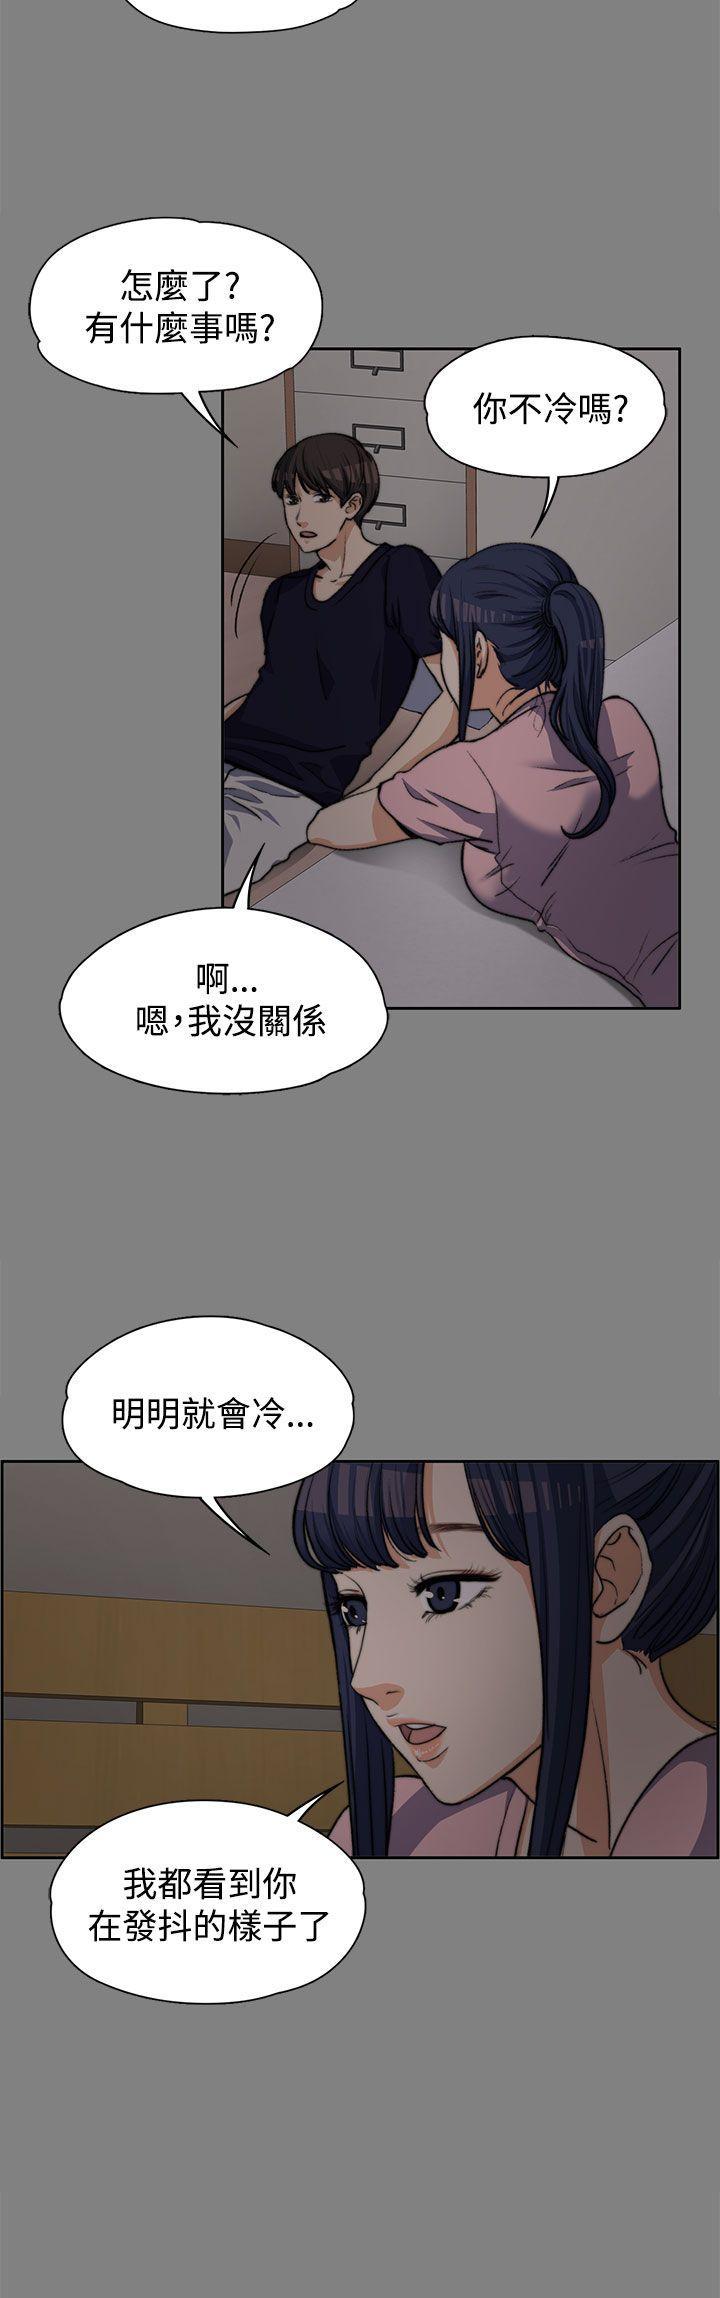 怎麼了?
有什麼事嗎?
你不冷嗎?
啊...
嗯,我沒關係
明明就會冷...
我都看到你
在發抖的樣子了